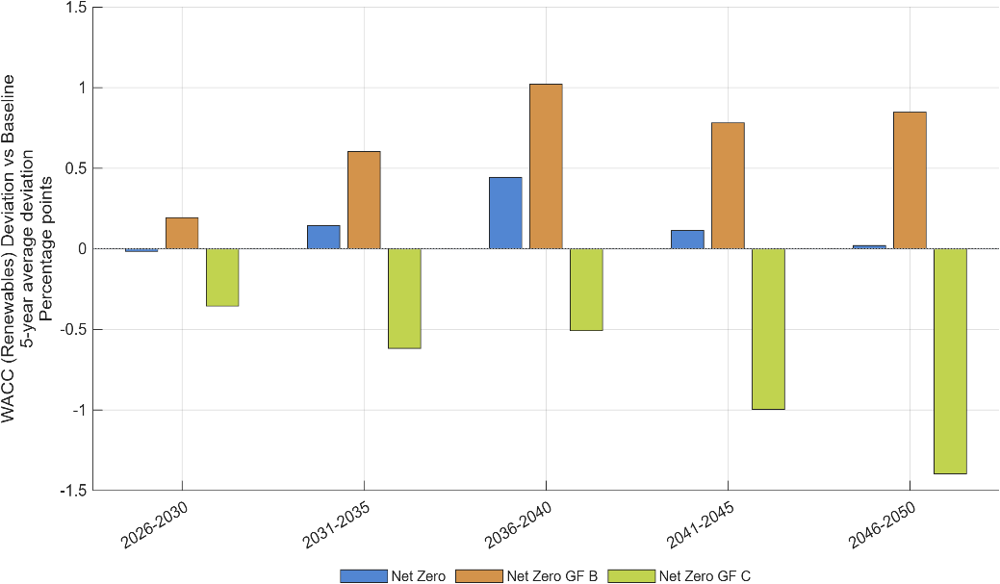 WACC (Renewables) Deviation vs Baseline
5-year average deviation
Percentage points
1.5
1
0.5
0
-0.5
-1
-1.5
2026-2030
2031-2035
2036-2040
2041-2045
2046-2050
Net Zero
Net Zero GF B
Net Zero GF C